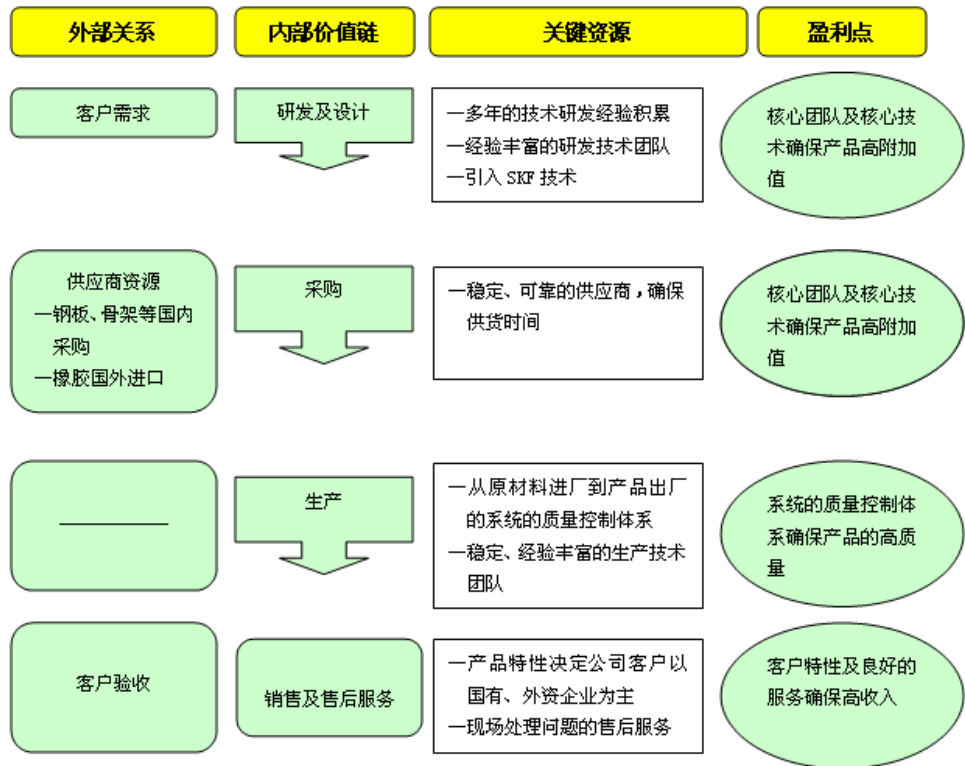 外部关系
内部价值链
关键资源
盈利点
客户需求
研发及设计
—多年的技术研发经验积累
—经验丰富的研发技术团队
—引入 SKF 技术
核心团队及核心技
术确保产品高附加
值
供应商资源
—钢板、骨架等国内
采购
—橡胶国外进口
采购
—稳定、可靠的供应商，确保
供货时间
核心团队及核心技
术确保产品高附加
值
生产
—从原材料进厂到产品出厂
的系统的质量控制体系
—稳定、经验丰富的生产技术
团队
系统的质量控制体
系确保产品的高质
量
客户验收
销售及售后服务
—产品特性决定公司客户以
国有、外资企业为主
—现场处理问题的售后服务
客户特性及良好的
服务确保高收入